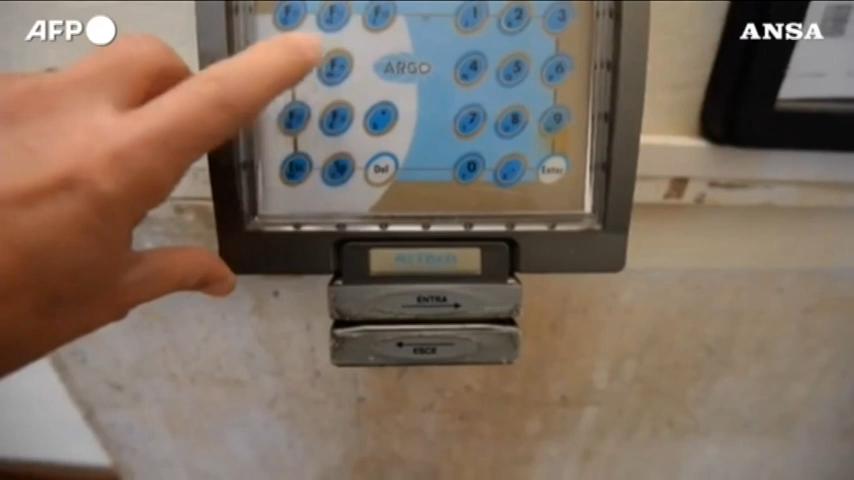 AFP
ANSA
1 2 3
ARGO
4 5 6
7 8 9
Del
0
Enter
ENTRA
ESCE